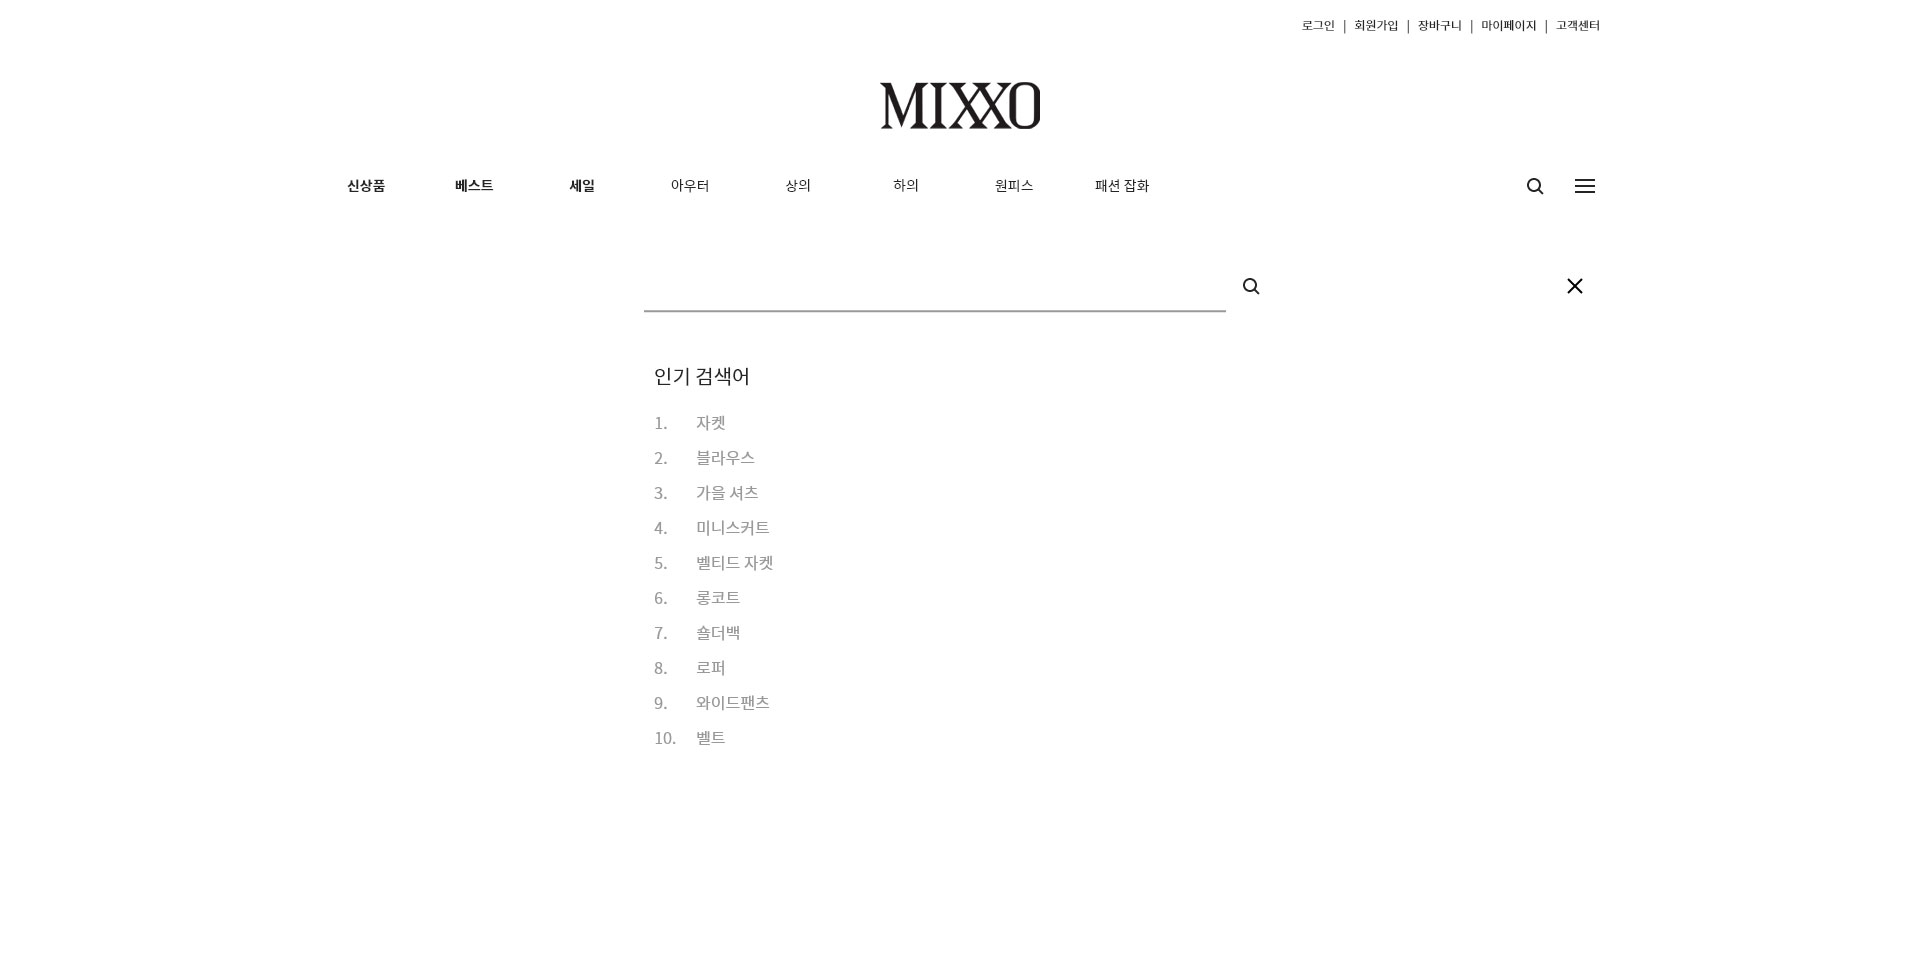 로그인 | 회원가입 | 장바구니 | 마이페이지 | 고객센터
MIXXO
신상품 베스트 세일 아우터 상의 하의 원피스 패션 잡화
인기 검색어
1. 자켓
2. 블라우스
3. 가을 셔츠
4. 미니스커트
5. 벨티드 자켓
6. 롱코트
7. 숄더백
8. 로퍼
9. 와이드팬츠
10. 벨트